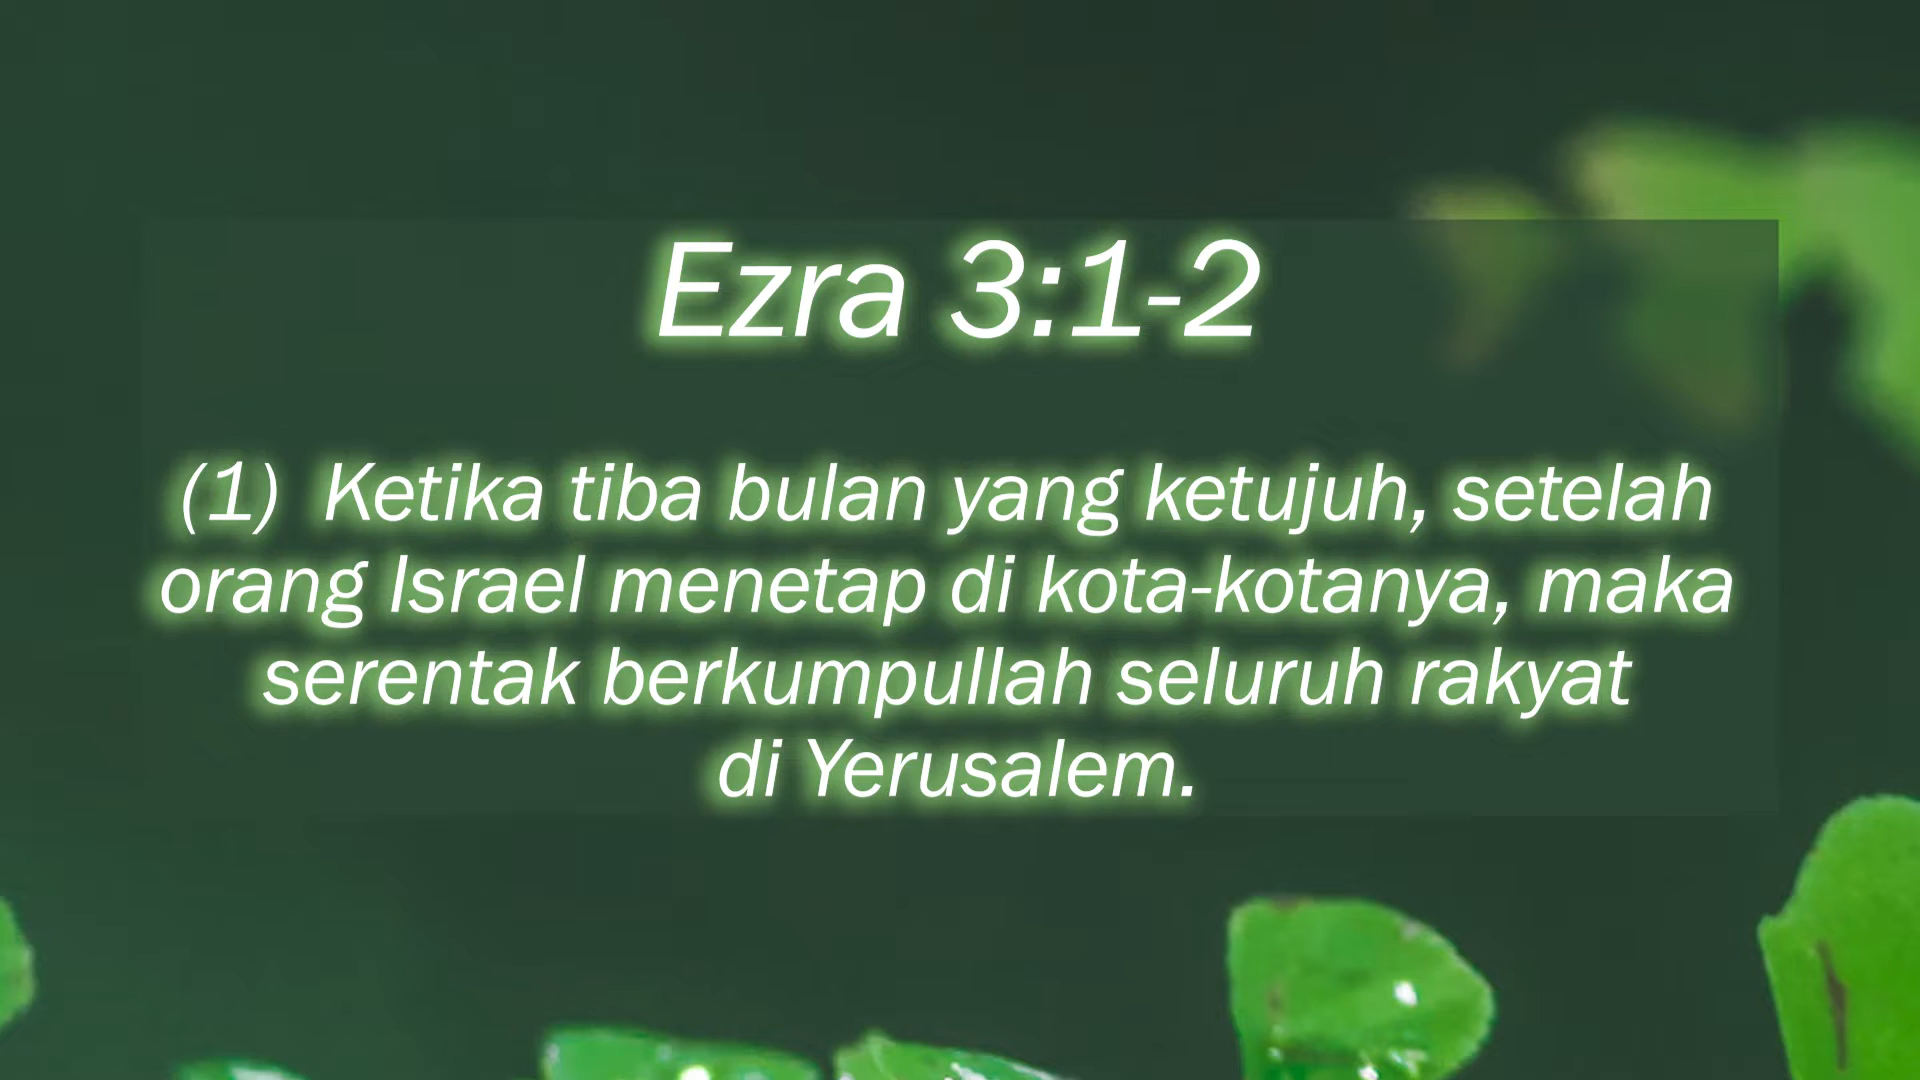 Ezra 3:1-2
(1) Ketika tiba bulan yang ketujuh, setelah
orang Israel menetap di kota-kotanya, maka
serentak berkumpullah seluruh rakyat
di Yerusalem.